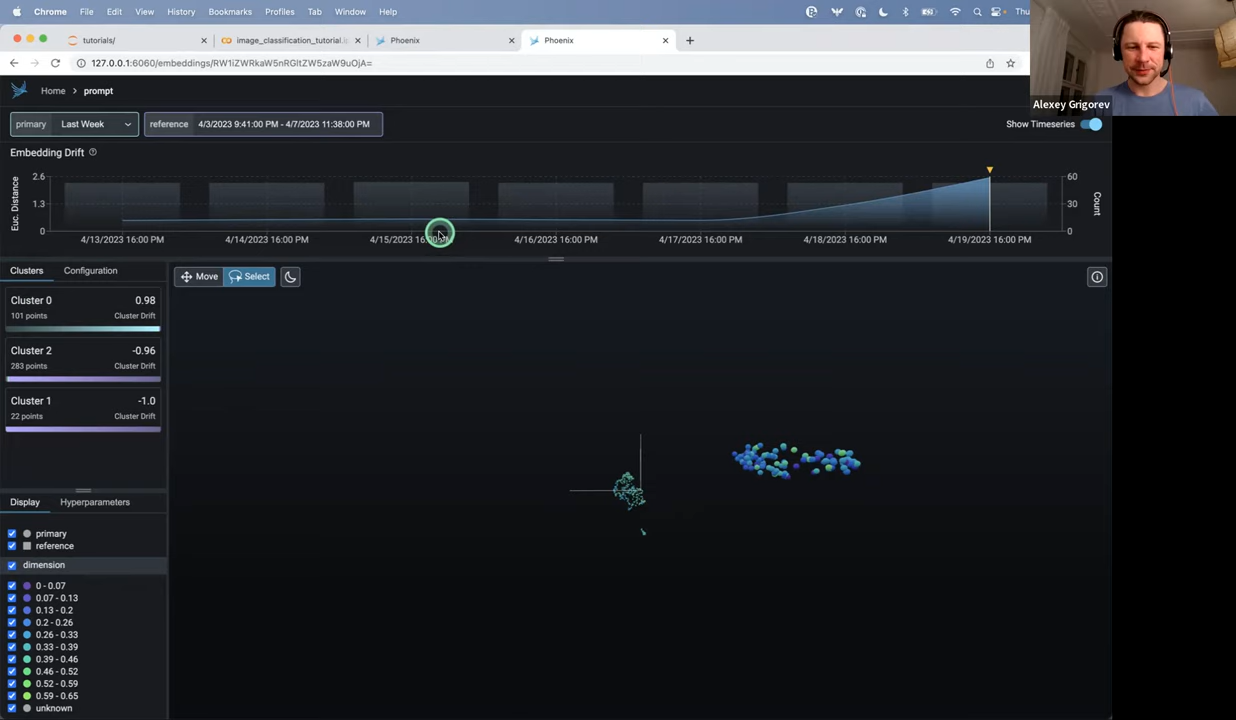 Chrome File Edit View History Bookmarks Profiles Tab Window Help Thu
tutorials/ image_classification_tutorial.i Phoenix Phoenix
127.0.0.1:6060/embeddings/RW1iZWRkaW5nRGltZW5zaW9uOjA=
Alexey Grigorev
Home > prompt
primary Last Week reference 4/3/2023 9:41:00 PM - 4/7/2023 11:38:00 PM Show Timeseries
Embedding Drift
Euc. Distance
2.6
1.3
0
60
30
0
Count
4/13/2023 16:00 PM 4/14/2023 16:00 PM 4/15/2023 16:00 PM 4/16/2023 16:00 PM 4/17/2023 16:00 PM 4/18/2023 16:00 PM 4/19/2023 16:00 PM
Clusters Configuration
Move Select
Cluster 0 0.98
101 points Cluster Drift
Cluster 2 -0.96
283 points Cluster Drift
Cluster 1 -1.0
22 points Cluster Drift
Display Hyperparameters
primary
reference
dimension
0 - 0.07
0.07 - 0.13
0.13 - 0.2
0.2 - 0.26
0.26 - 0.33
0.33 - 0.39
0.39 - 0.46
0.46 - 0.52
0.52 - 0.59
0.59 - 0.65
unknown